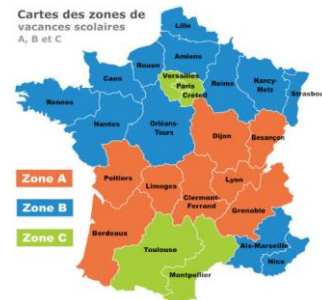 Cartes des zones de
vacances scolaires
A, B et C
Lille
Amiens
Rouen
Caen
Versailles
Paris
Créteil
Reims
Nancy-
Metz
Strasbo
Rennes
Nantes
Orléans-
Tours
Dijon
Besançon
Zone A
Zone B
Zone C
Poitiers
Limoges
Clermont-
Ferrand
Lyon
Grenoble
Bordeaux
Toulouse
Montpellier
Aix-Marseille
Nice